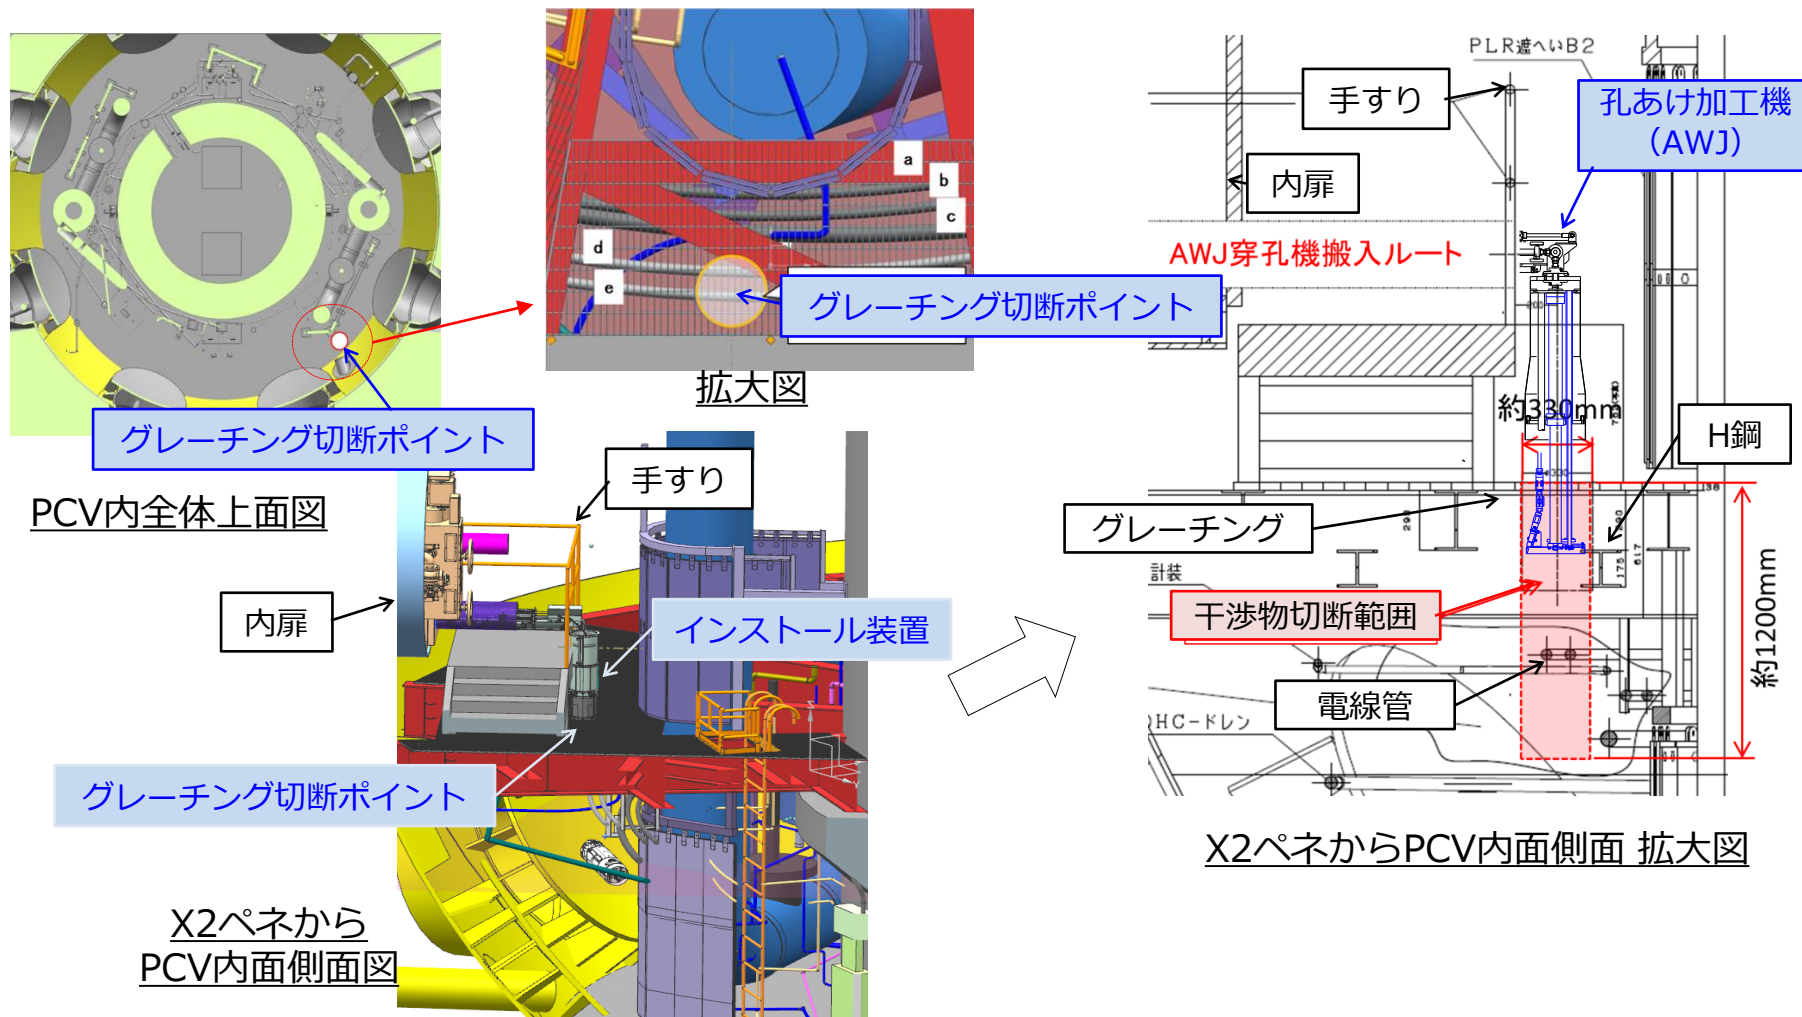 グレーチング切断ポイント
PCV内全体上面図
a
b
c
d
e
グレーチング切断ポイント
拡大図
手すり
内扉
インストール装置
グレーチング切断ポイント
X2ペネから
PCV内面側面図
PLR遮へいB2
手すり
孔あけ加工機
（AWJ）
内扉
AWJ穿孔機搬入ルート
200
約330mm
H鋼
330
38
グレーチング
290
290
617
175
計装
干渉物切断範囲
約1200mm
電線管
HC-ドレン
X2ペネからPCV内面側面 拡大図